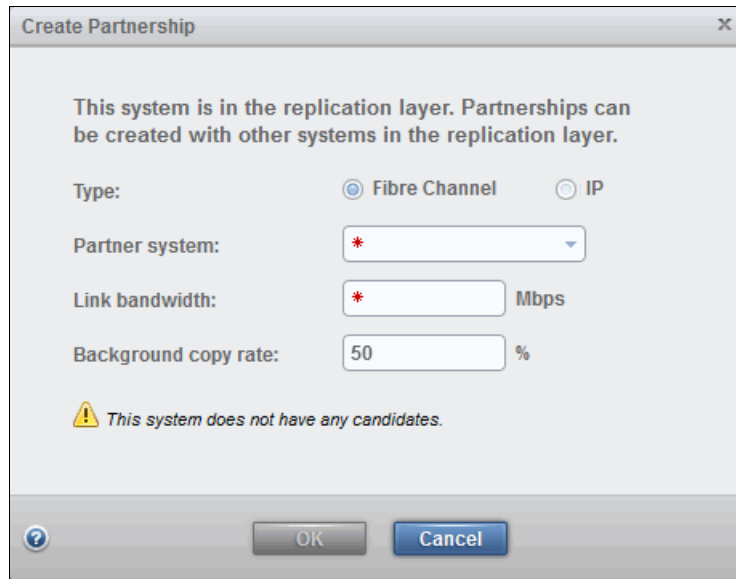 Create Partnership x
This system is in the replication layer. Partnerships can
be created with other systems in the replication layer.
Type: Fibre Channel IP
Partner system: *
Link bandwidth: * Mbps
Background copy rate: 50 %
! This system does not have any candidates.
? OK Cancel